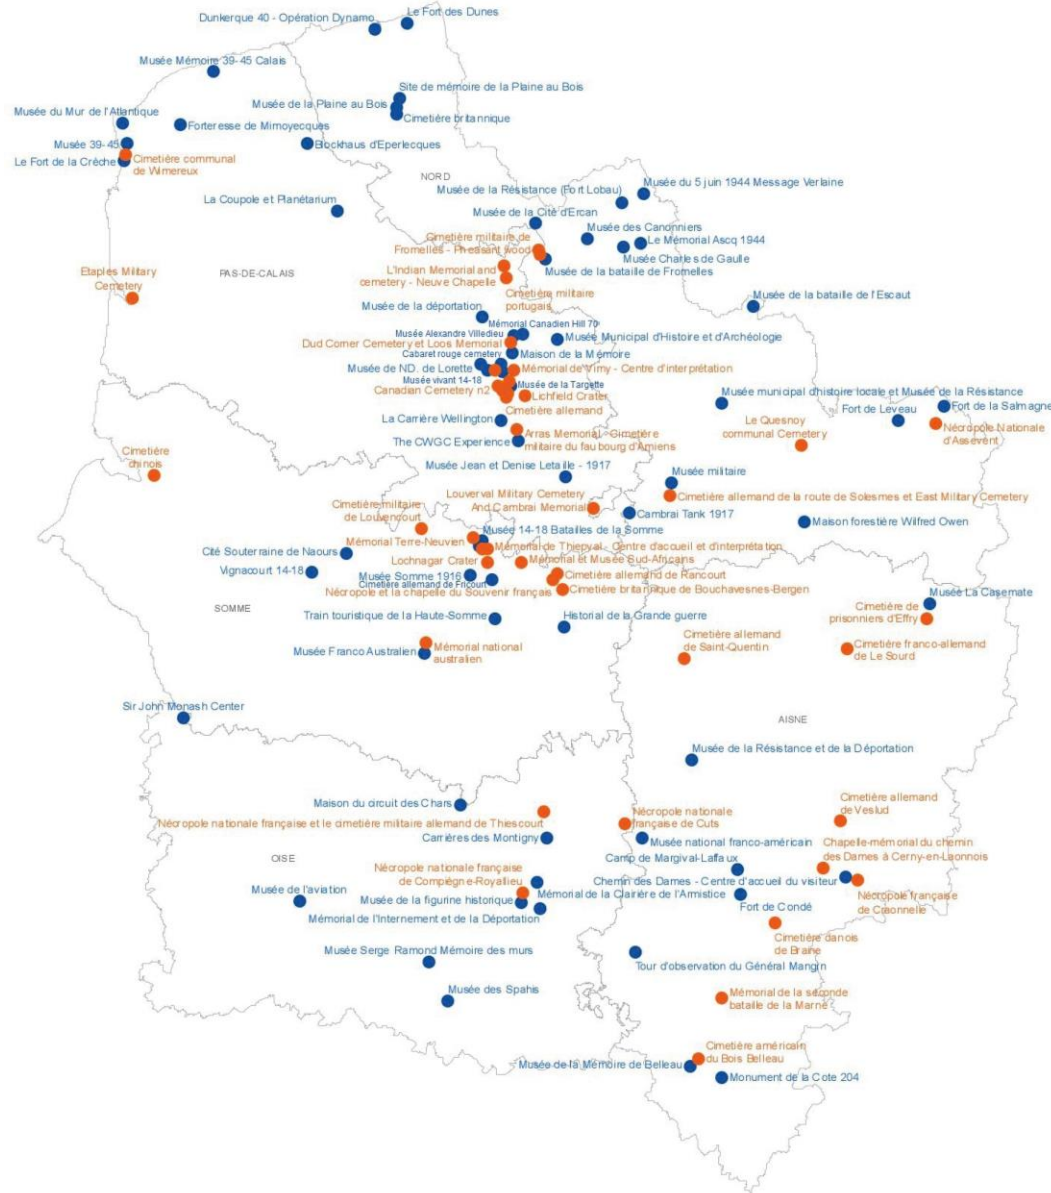 Le Fort des Dunes
Dunkerque 40 - Opération Dynamo
Musée Mémoire 39-45 Calais
Site de mémoire de la Plaine au Bois
Musée de la Plaine au Bois
Cimetière britannique
Musée du Mur de l'Atlantique
Forteresse de Mimoyecques
Musée 39-45
Blockhaus d'Eperlecques
Le Fort de la Crèche
Cimetière communal
de Wimereux
NORD
Musée de la Résistance (Fort Lobau)
Musée du 5 juin 1944 Message Verlaine
La Coupole et Planétarium
Musée de la Cité d'Ercan
Musée des Canonniers
Cimetière militaire de
Fromelles - Pheasant wood
Le Mémorial Ascq 1944
Musée Charles de Gaulle
PAS-DE-CALAIS
L'Indian Memorial and
cemetery - Neuve Chapelle
Musée de la bataille de Fromelles
Etaples Military
Cemetery
Cimetière militaire
portugais
Musée de la bataille de l'Escaut
Musée de la déportation
Mémorial Canadien Hill 70
Musée Alexandre Villedieu
Musée Municipal d'Histoire et d'Archéologie
Dud Corner Cemetery et Loos Memorial
Cabaret rouge cemetery
Maison de la Mémoire
Musée de ND. de Lorette
Mémorial de Vimy - Centre d'interprétation
Musée vivant 14-18
Musée de la Targette
Canadian Cemetery n2
Lichfield Crater
Musée municipal d'histoire locale et Musée de la Résistance
Cimetière allemand
Fort de Leveau
Fort de la Salmagne
La Carrière Wellington
Le Quesnoy
communal Cemetery
Nécropole Nationale
d'Assevent
Arras Memorial - Cimetière
militaire du faubourg d'Amiens
The CWGC Experience
Cimetière
chinois
Musée Jean et Denise Letaille - 1917
Musée militaire
Louverval Military Cemetery
And Cambrai Memorial
Cimetière allemand de la route de Solesmes et East Military Cemetery
Cimetière militaire
de Louvencourt
Cambrai Tank 1917
Maison forestière Wilfred Owen
Musée 14-18 Batailles de la Somme
Mémorial Terre-Neuvien
Mémorial de Thiepval - Centre d'accueil et d'interprétation
Cité Souterraine de Naours
Lochnagar Crater
Mémorial et Musée Sud-Africains
Vignacourt 14-18
Musée Somme 1916
Cimetière allemand de Rancourt
Cimetière allemand de Fricourt
Nécropole et la chapelle du Souvenir français
Cimetière britannique de Bouchavesnes-Bergen
Musée La Casemate
SOMME
Cimetière de
prisonniers d'Effry
Train touristique de la Haute-Somme
Historial de la Grande guerre
Cimetière allemand
de Saint-Quentin
Musée Franco Australien
Mémorial national
australien
Cimetière franco-allemand
de Le Sourd
Sir John Monash Center
AISNE
Musée de la Résistance et de la Déportation
Maison du circuit des Chars
Nécropole nationale française et le cimetière militaire allemand de Thiescourt
Nécropole nationale
française de Cuts
Cimetière allemand
de Veslud
Carrières des Montigny
Musée national franco-américain
Chapelle-mémorial du chemin
des Dames à Cerny-en-Laonnois
OISE
Nécropole nationale française
de Compiègne-Royallieu
Camp de Margival-Laffaux
Chemin des Dames - Centre d'accueil du visiteur
Musée de l'aviation
Musée de la figurine historique
Mémorial de la Clairière de l'Armistice
Nécropole française
de Craonnelle
Fort de Condé
Mémorial de l'Internement et de la Déportation
Cimetière danois
de Braine
Musée Serge Ramond Mémoire des murs
Tour d'observation du Général Mangin
Musée des Spahis
Mémorial de la seconde
bataille de la Marne
Cimetière américain
du Bois Belleau
Musée de la Mémoire de Belleau
Monument de la Cote 204